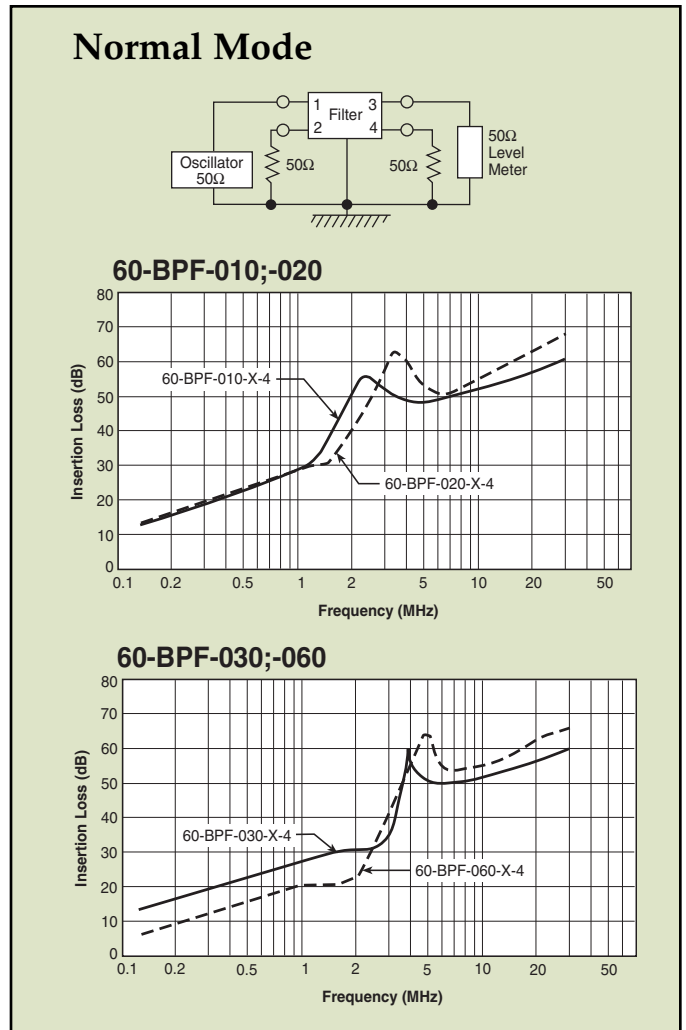 Normal Mode
1 3
Filter
2 4
Oscillator
50Ω
50Ω
50Ω
50Ω
Level
Meter
60-BPF-010;-020
80
70
60
50
40
30
20
10
0
Insertion Loss (dB)
60-BPF-010-X-4
60-BPF-020-X-4
0.1 0.2 0.5 1 2 5 10 20 50
Frequency (MHz)
60-BPF-030;-060
80
70
60
50
40
30
20
10
0
Insertion Loss (dB)
60-BPF-030-X-4
60-BPF-060-X-4
0.1 0.2 0.5 1 2 5 10 20 50
Frequency (MHz)